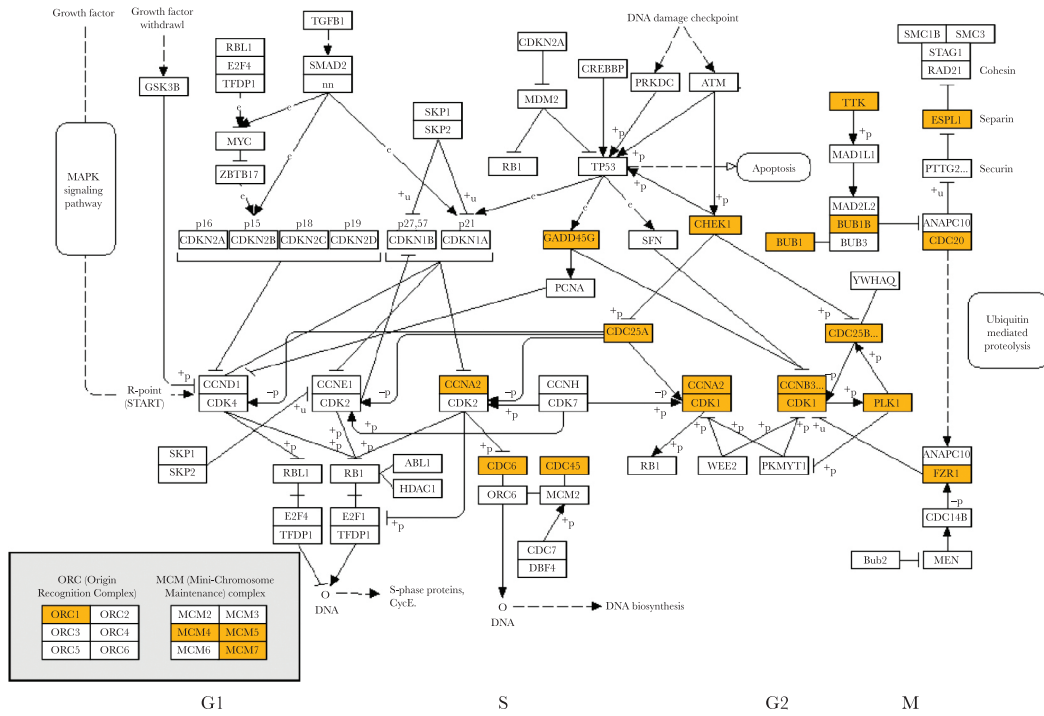 Growth factor
Growth factor
withdrawal
TGFB1
DNA damage checkpoint
RBL1
E2F4
TFDP1
SMAD2
nn
GSK3B
CDKN2A
CREBBP
PRKDC
ATM
SMC1B
SMC3
STAG1
RAD21
Cohesin
MDM2
SKP1
SKP2
TTK
ESPL1
Separin
e
e
MYC
ZBTB17
RB1
TP53
+p
+p
Apoptosis
MAD1L1
PTTG2...
Securin
MAPK
signaling
pathway
e
+u
+u
e
e
e
+p
+p
+u
MAD2L2
BUB1B
BUB3
BUB1
ANAPC10
CDC20
p16
p15
p18
p19
p27,57
p21
CDKN2A
CDKN2B
CDKN2C
CDKN2D
CDKN1B
CDKN1A
GADD45G
SFN
CHEK1
PCNA
YWHAQ
Ubiquitin
mediated
proteolysis
+p
CDC25A
+p
CDC25B...
R-point
(START)
+p
CCND1
CDK4
−p
CCNE1
CDK2
−p
+u
CCNA2
CDK2
−p
+p
CCNH
CDK7
−p
+p
CCNA2
CDK1
CCNB3...
CDK1
−p
+p
+p
PLK1
SKP1
SKP2
+p
+p
+p
+p
+p
+p
+p
+p
+u
+p
RBL1
RB1
ABL1
HDAC1
CDC6
CDC45
RB1
WEE2
PKMYT1
ANAPC10
FZR1
ORC6
MCM2
−p
E2F4
TFDP1
E2F1
TFDP1
+p
+p
CDC14B
CDC7
DBF4
Bub2
MEN
O
DNA
S-phase proteins,
CycE.
O
DNA
DNA biosynthesis
ORC (Origin
Recognition Complex)
MCM (Mini-Chromosome
Maintenance) complex
ORC1
ORC2
ORC3
ORC4
ORC5
ORC6
MCM2
MCM3
MCM4
MCM5
MCM6
MCM7
G1
S
G2
M